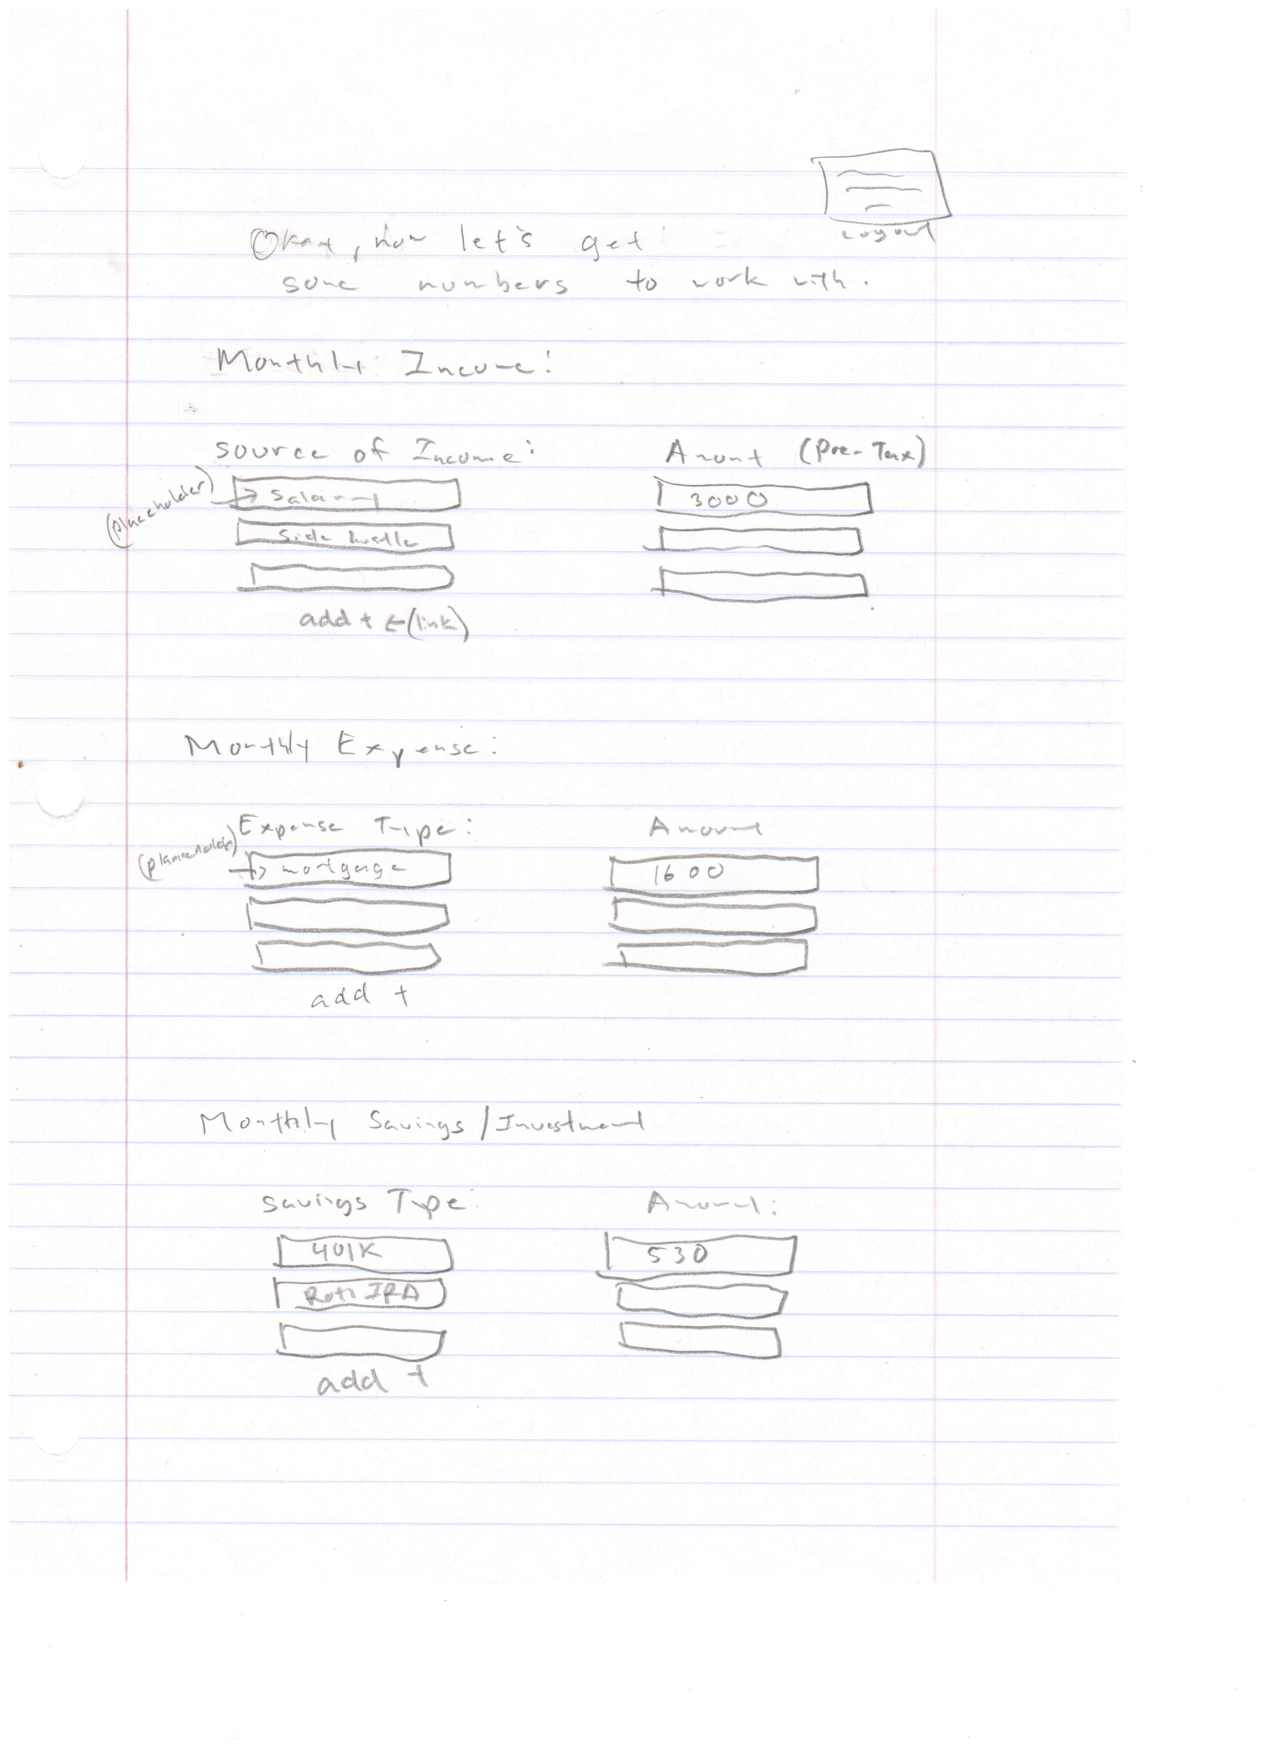 Logout
Okay, now let's get
some numbers to work with.
Monthly Income:
Source of Income: Amount (Pre-Tax)
(placeholder) → Salary 3000
Side hustle
add + ← (link)
Monthly Expense:
Expense Type: Amount
(placeholder) → mortgage 1600
add +
Monthly Savings/Investment
Savings Type: Amount:
401K 530
Roth IRA
add +